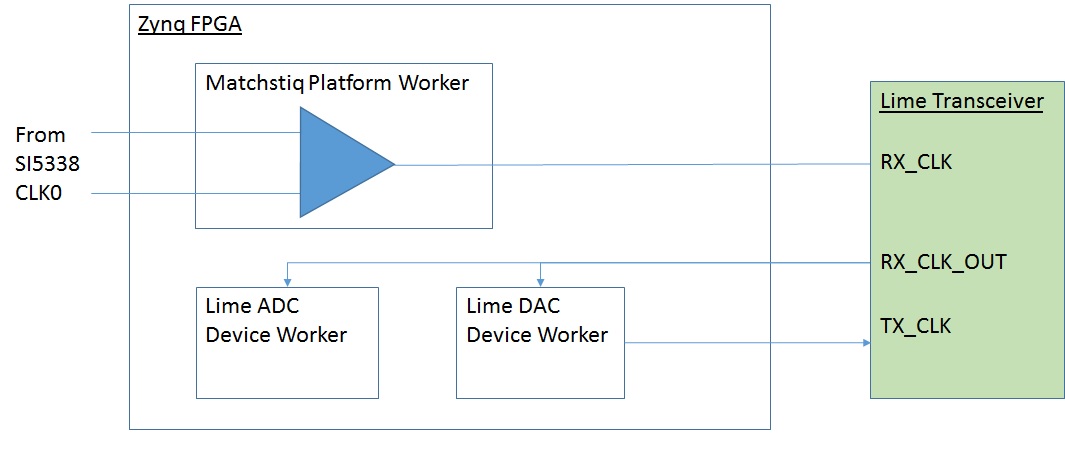 Zynq FPGA
Matchstiq Platform Worker
From
SI5338
CLK0
Lime Transceiver
RX_CLK
RX_CLK_OUT
TX_CLK
Lime ADC
Device Worker
Lime DAC
Device Worker